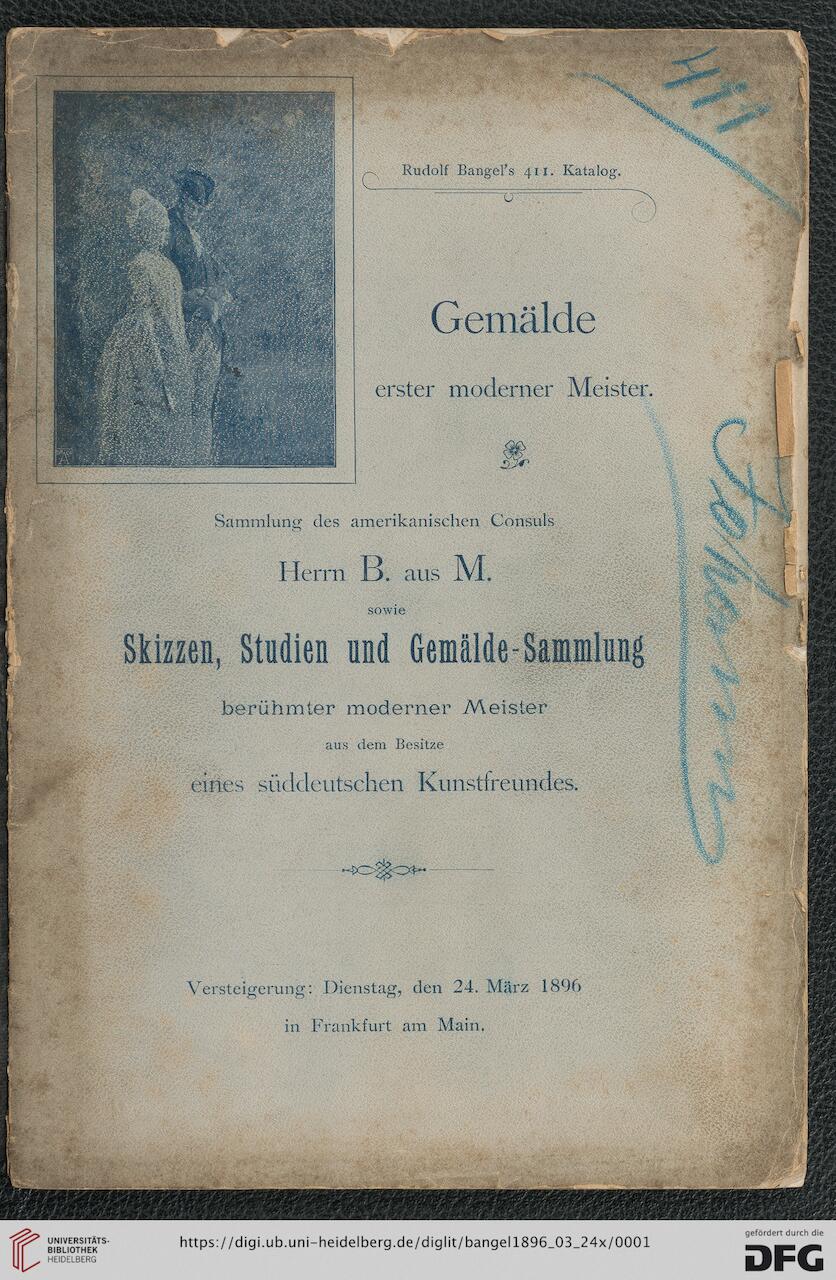 411
Rudolf Bangel's 411. Katalog.
Gemälde
erster moderner Meister.
Sammlung des amerikanischen Consuls
Herrn B. aus M.
sowie
Skizzen, Studien und Gemälde-Sammlung
berühmter moderner Meister
aus dem Besitze
eines süddeutschen Kunstfreundes.
Versteigerung: Dienstag, den 24. März 1896
in Frankfurt am Main.
UNIVERSITÄTS-
BIBLIOTHEK
HEIDELBERG
https://digi.ub.uni-heidelberg.de/diglit/bangel1896_03_24x/0001
gefördert durch die
DFG